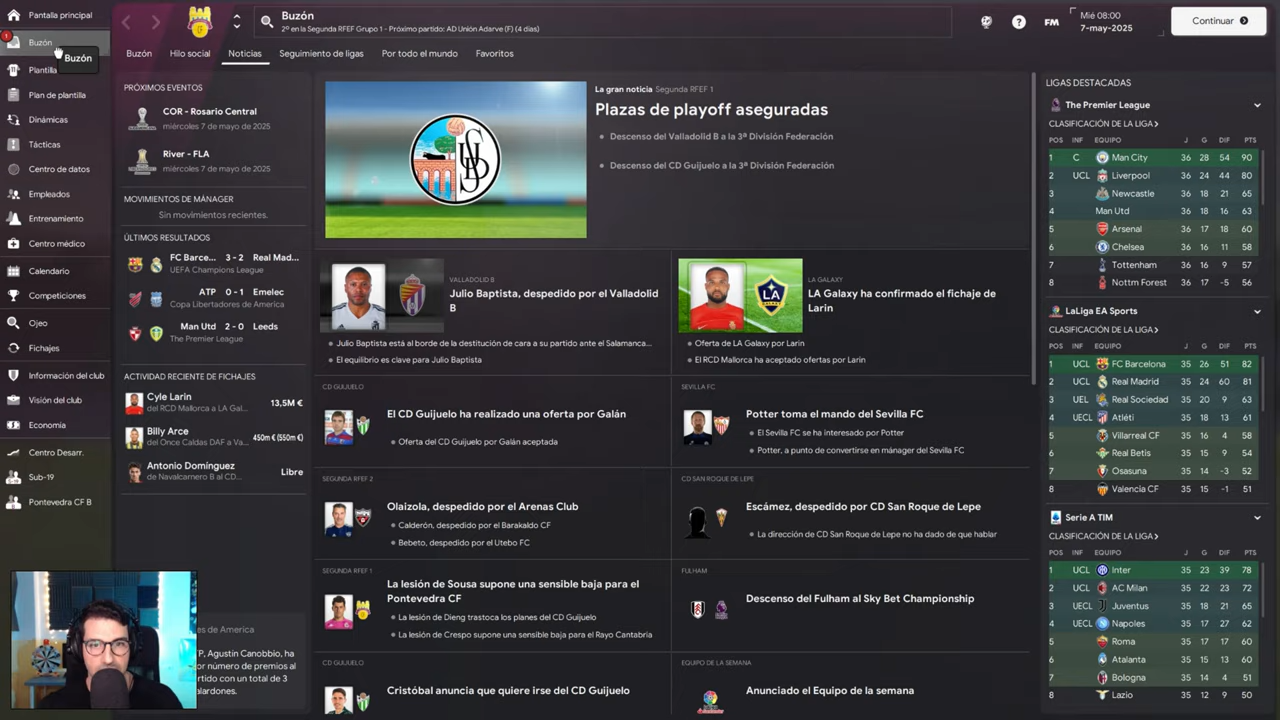 Pantalla principal
Buzón
Buzón
Plantilla
Plan de plantilla
Dinámicas
Tácticas
Centro de datos
Empleados
Entrenamiento
Centro médico
Calendario
Competiciones
Ojeo
Fichajes
Información del club
Visión del club
Economía
Centro Desarr.
Sub-19
Pontevedra CF B
Buzón
2º en la Segunda RFEF Grupo 1 - Próximo partido: AD Unión Adarve (F) (4 días)
FM
Mié 08:00
7-may-2025
Continuar
Buzón
Hilo social
Noticias
Seguimiento de ligas
Por todo el mundo
Favoritos
PRÓXIMOS EVENTOS
COR - Rosario Central
miércoles 7 de mayo de 2025
River - FLA
miércoles 7 de mayo de 2025
MOVIMIENTOS DE MÁNAGER
Sin movimientos recientes.
ÚLTIMOS RESULTADOS
FC Barce... 3 - 2 Real Mad...
UEFA Champions League
ATP 0 - 1 Emelec
Copa Libertadores de America
Man Utd 2 - 0 Leeds
The Premier League
ACTIVIDAD RECIENTE DE FICHAJES
Cyle Larin
del RCD Mallorca a LA Gal...
13,5M €
Billy Arce
del Once Caldas DAF a Va...
450m € (550m €)
Antonio Domínguez
de Navalcarnero B al CD...
Libre
es de America
P, Agustín Canobbio, ha
or número de premios al
rtido con un total de 3
alardones.
La gran noticia Segunda RFEF 1
Plazas de playoff aseguradas
Descenso del Valladolid B a la 3ª División Federación
Descenso del CD Guijuelo a la 3ª División Federación
VALLADOLID B
Julio Baptista, despedido por el Valladolid
B
Julio Baptista está al borde de la destitución de cara a su partido ante el Salamanca...
El equilibrio es clave para Julio Baptista
LA GALAXY
LA Galaxy ha confirmado el fichaje de
Larin
Oferta de LA Galaxy por Larin
El RCD Mallorca ha aceptado ofertas por Larin
CD GUIJUELO
El CD Guijuelo ha realizado una oferta por Galán
Oferta del CD Guijuelo por Galán aceptada
SEVILLA FC
Potter toma el mando del Sevilla FC
El Sevilla FC se ha interesado por Potter
Potter, a punto de convertirse en mánager del Sevilla FC
SEGUNDA RFEF 2
Olaizola, despedido por el Arenas Club
Calderón, despedido por el Barakaldo CF
Bebeto, despedido por el Utebo FC
CD SAN ROQUE DE LEPE
Escámez, despedido por CD San Roque de Lepe
La dirección de CD San Roque de Lepe no ha dado de que hablar
SEGUNDA RFEF 1
La lesión de Sousa supone una sensible baja para el
Pontevedra CF
La lesión de Dieng trastoca los planes del CD Guijuelo
La lesión de Crespo supone una sensible baja para el Rayo Cantabria
FULHAM
Descenso del Fulham al Sky Bet Championship
CD GUIJUELO
Cristóbal anuncia que quiere irse del CD Guijuelo
EQUIPO DE LA SEMANA
Anunciado el Equipo de la semana
LIGAS DESTACADAS
The Premier League
CLASIFICACIÓN DE LA LIGA
POS INF EQUIPO J G DIF PTS
1 C Man City 36 28 54 90
2 UCL Liverpool 36 24 44 80
3 Newcastle 36 18 21 65
4 Man Utd 36 18 16 63
5 Arsenal 36 17 18 60
6 Chelsea 36 16 11 58
7 Tottenham 36 16 9 57
8 Nottm Forest 36 17 -5 56
LaLiga EA Sports
CLASIFICACIÓN DE LA LIGA
POS INF EQUIPO J G DIF PTS
1 UCL FC Barcelona 35 26 51 82
2 UCL Real Madrid 35 24 60 81
3 UEL Real Sociedad 35 20 9 63
4 UECL Atléti 35 18 13 61
5 Villarreal CF 35 16 4 58
6 Real Betis 35 15 9 54
7 Osasuna 35 14 -3 52
8 Valencia CF 35 15 -1 51
Serie A TIM
CLASIFICACIÓN DE LA LIGA
POS INF EQUIPO J G DIF PTS
1 UCL Inter 35 23 39 78
2 UCL AC Milan 35 22 23 72
3 UECL Juventus 35 18 21 65
4 UECL Napoles 35 17 27 62
5 Roma 35 17 17 60
6 Atalanta 35 15 13 60
7 Bologna 35 14 4 51
8 Lazio 35 12 9 50